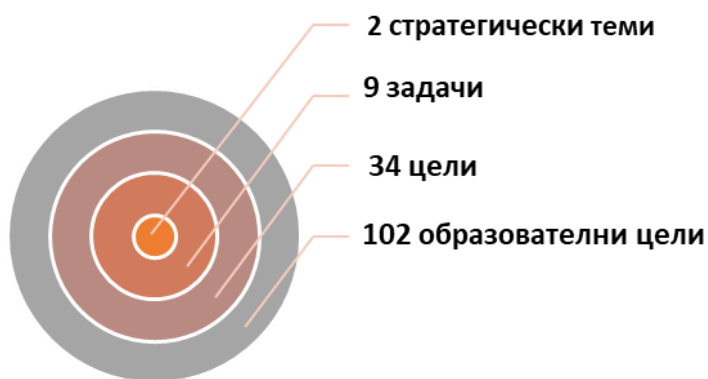 2 стратегически теми
9 задачи
34 цели
102 образователни цели